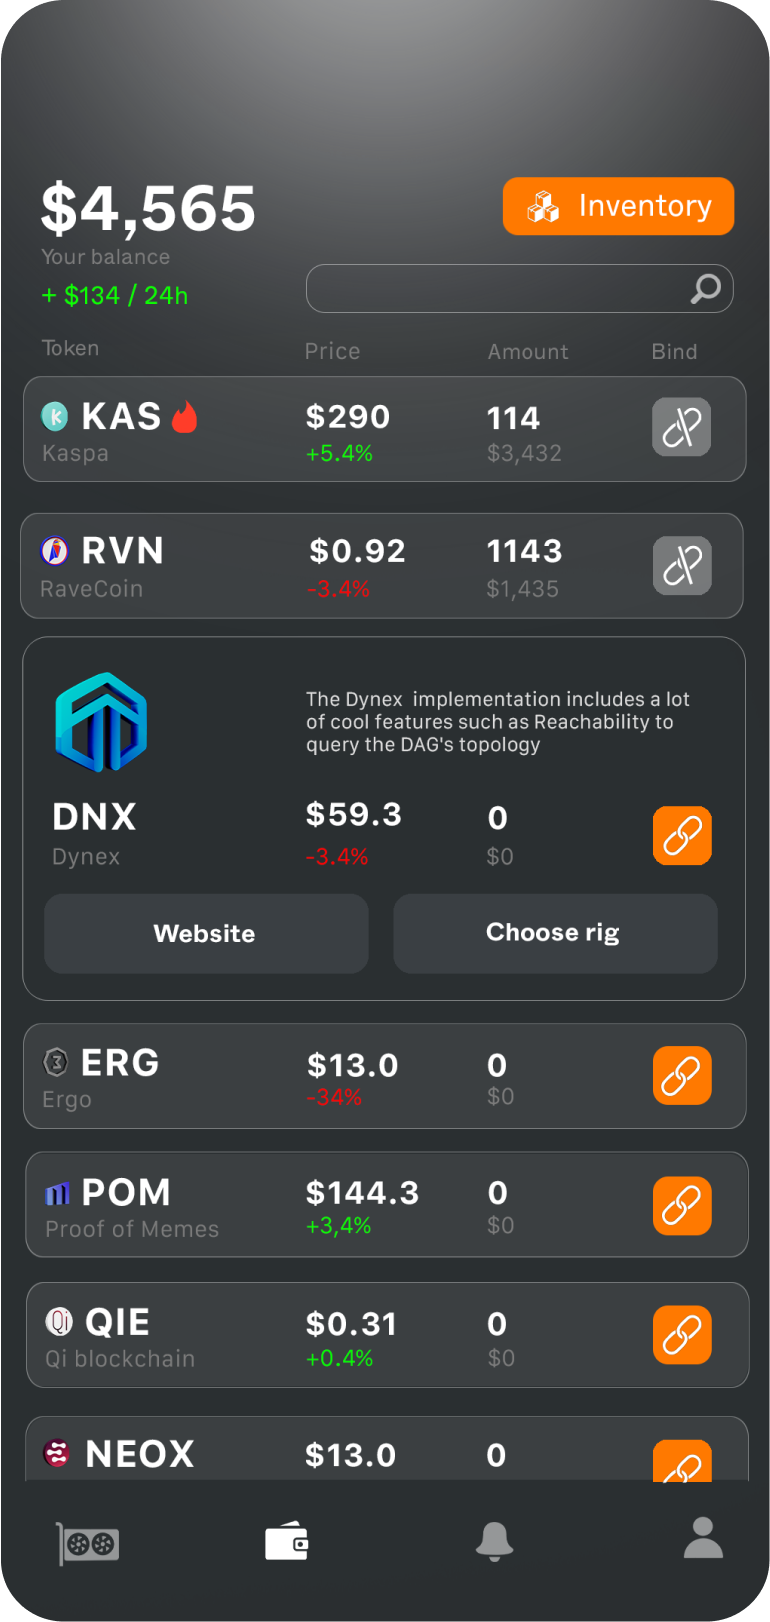 $4,565
Inventory
Your balance
+ $134 / 24h
Token Price Amount Bind
KAS $290 114
Kaspa +5.4% $3,432
RVN $0.92 1143
RaveCoin -3.4% $1,435
The Dynex implementation includes a lot
of cool features such as Reachability to
query the DAG's topology
DNX $59.3 0
Dynex -3.4% $0
Website Choose rig
ERG $13.0 0
Ergo -34% $0
POM $144.3 0
Proof of Memes +3,4% $0
Qi QIE $0.31 0
Qi blockchain +0.4% $0
NEOX $13.0 0